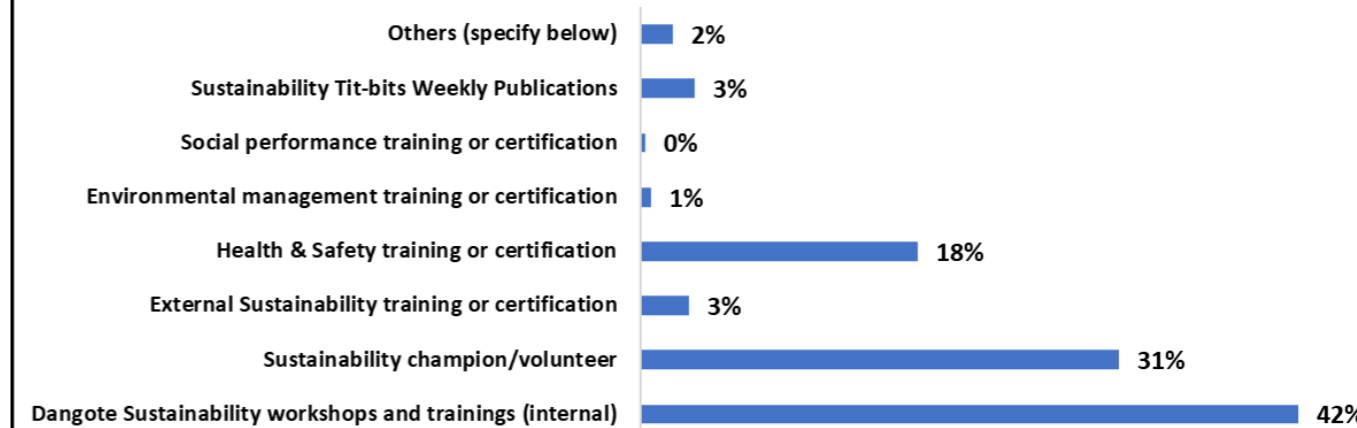 Others (specify below) 2%
Sustainability Tit-bits Weekly Publications 3%
Social performance training or certification 0%
Environmental management training or certification 1%
Health & Safety training or certification 18%
External Sustainability training or certification 3%
Sustainability champion/volunteer 31%
Dangote Sustainability workshops and trainings (internal) 42%